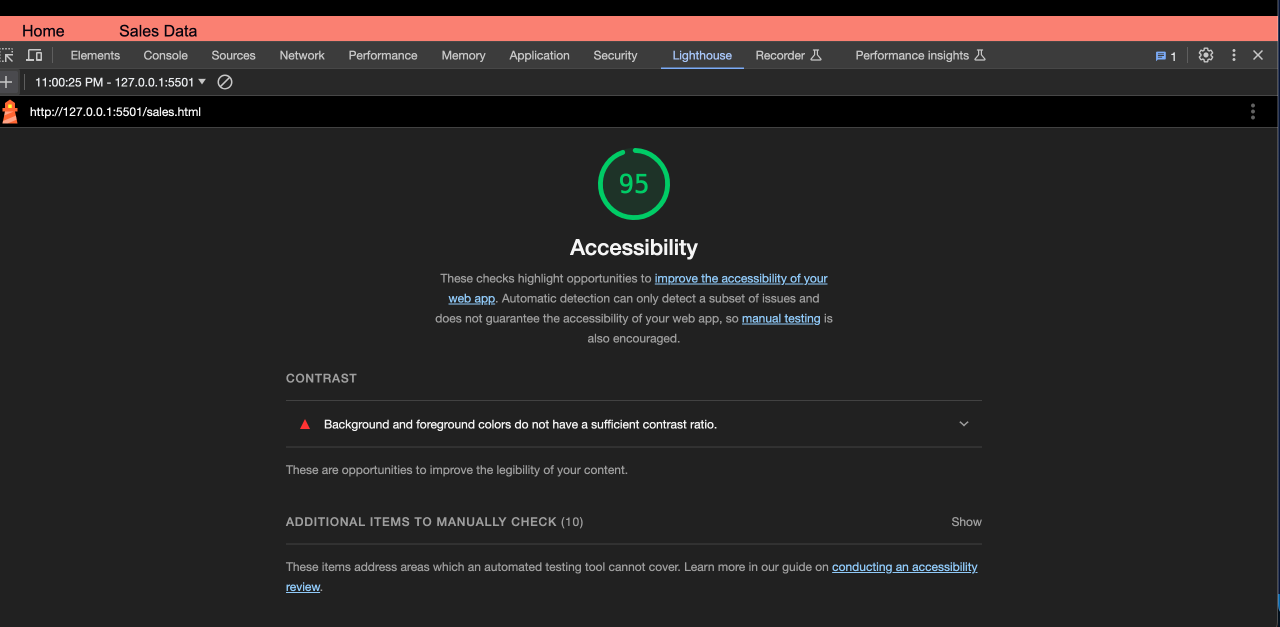 Home Sales Data
Elements Console Sources Network Performance Memory Application Security Lighthouse Recorder Performance insights 1
11:00:25 PM - 127.0.0.1:5501
http://127.0.0.1:5501/sales.html
95
Accessibility
These checks highlight opportunities to improve the accessibility of your
web app. Automatic detection can only detect a subset of issues and
does not guarantee the accessibility of your web app, so manual testing is
also encouraged.
CONTRAST
Background and foreground colors do not have a sufficient contrast ratio.
These are opportunities to improve the legibility of your content.
ADDITIONAL ITEMS TO MANUALLY CHECK (10) Show
These items address areas which an automated testing tool cannot cover. Learn more in our guide on conducting an accessibility
review.